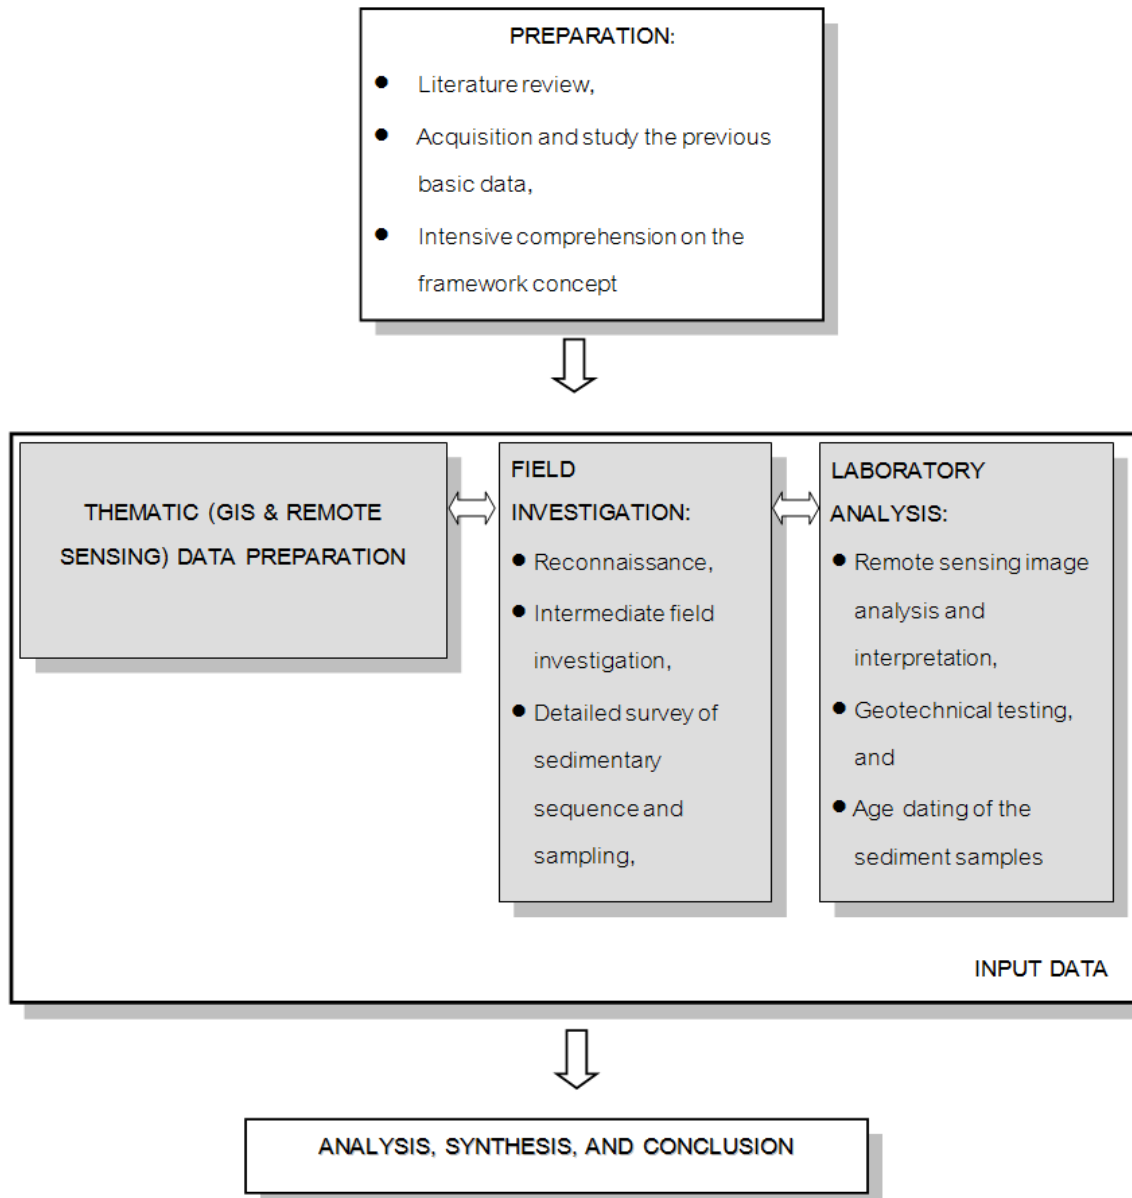 PREPARATION:
● Literature review,
● Acquisition and study the previous
basic data,
● Intensive comprehension on the
framework concept
THEMATIC (GIS & REMOTE
SENSING) DATA PREPARATION
FIELD
INVESTIGATION:
● Reconnaissance,
● Intermediate field
investigation,
● Detailed survey of
sedimentary
sequence and
sampling,
LABORATORY
ANALYSIS:
● Remote sensing image
analysis and
interpretation,
● Geotechnical testing,
and
● Age dating of the
sediment samples
INPUT DATA
ANALYSIS, SYNTHESIS, AND CONCLUSION